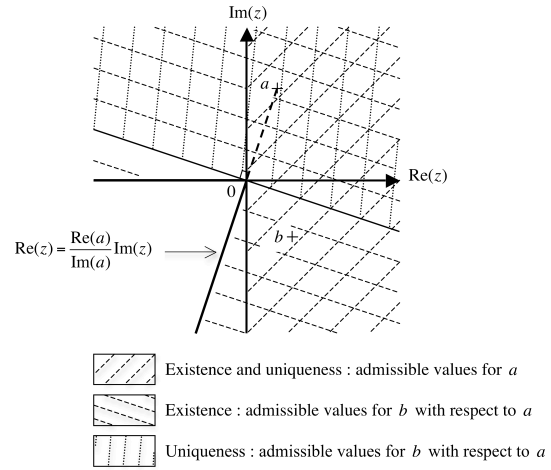 Im(z)
a
Re(z)
0
b
Re(z) = Re(a)/Im(a) Im(z)
Existence and uniqueness : admissible values for a
Existence : admissible values for b with respect to a
Uniqueness : admissible values for b with respect to a